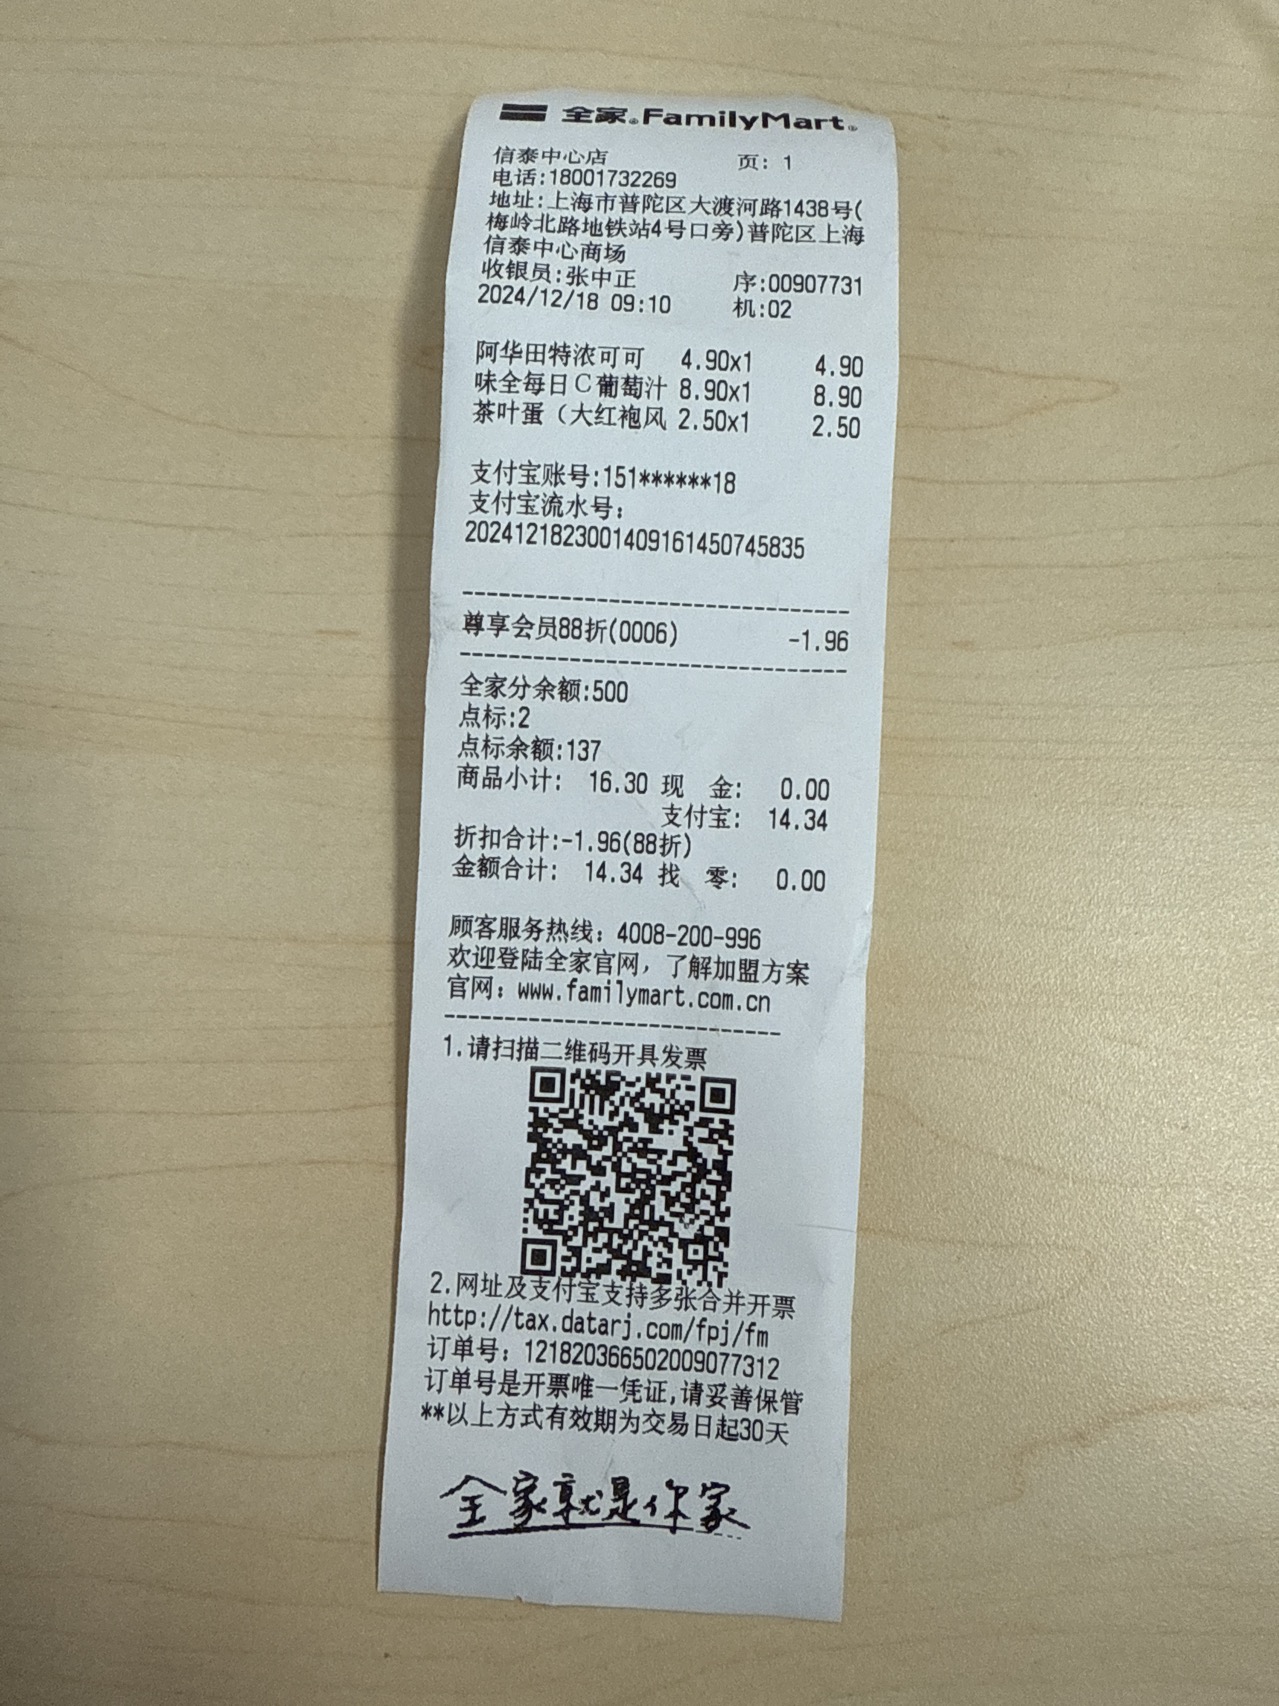 全家 FamilyMart
信泰中心店 页: 1
电话:18001732269
地址:上海市普陀区大渡河路1438号(
梅岭北路地铁站4号口旁)普陀区上海
信泰中心商场
收银员:张中正 序:00907731
2024/12/18 09:10 机:02
阿华田特浓可可 4.90x1 4.90
味全每日C葡萄汁 8.90x1 8.90
茶叶蛋（大红袍风 2.50x1 2.50
支付宝账号:151******18
支付宝流水号:
2024121823001409161450745835
尊享会员88折(0006) -1.96
全家分余额:500
点标:2
点标余额:137
商品小计: 16.30 现 金: 0.00
支付宝: 14.34
折扣合计:-1.96(88折)
金额合计: 14.34 找 零: 0.00
顾客服务热线: 4008-200-996
欢迎登陆全家官网，了解加盟方案
官网: www.familymart.com.cn
1.请扫描二维码开具发票
2.网址及支付宝支持多张合并开票
http://tax.datarj.com/fpj/fm
订单号: 121820366502009077312
订单号是开票唯一凭证,请妥善保管
**以上方式有效期为交易日起30天
全家就是你家